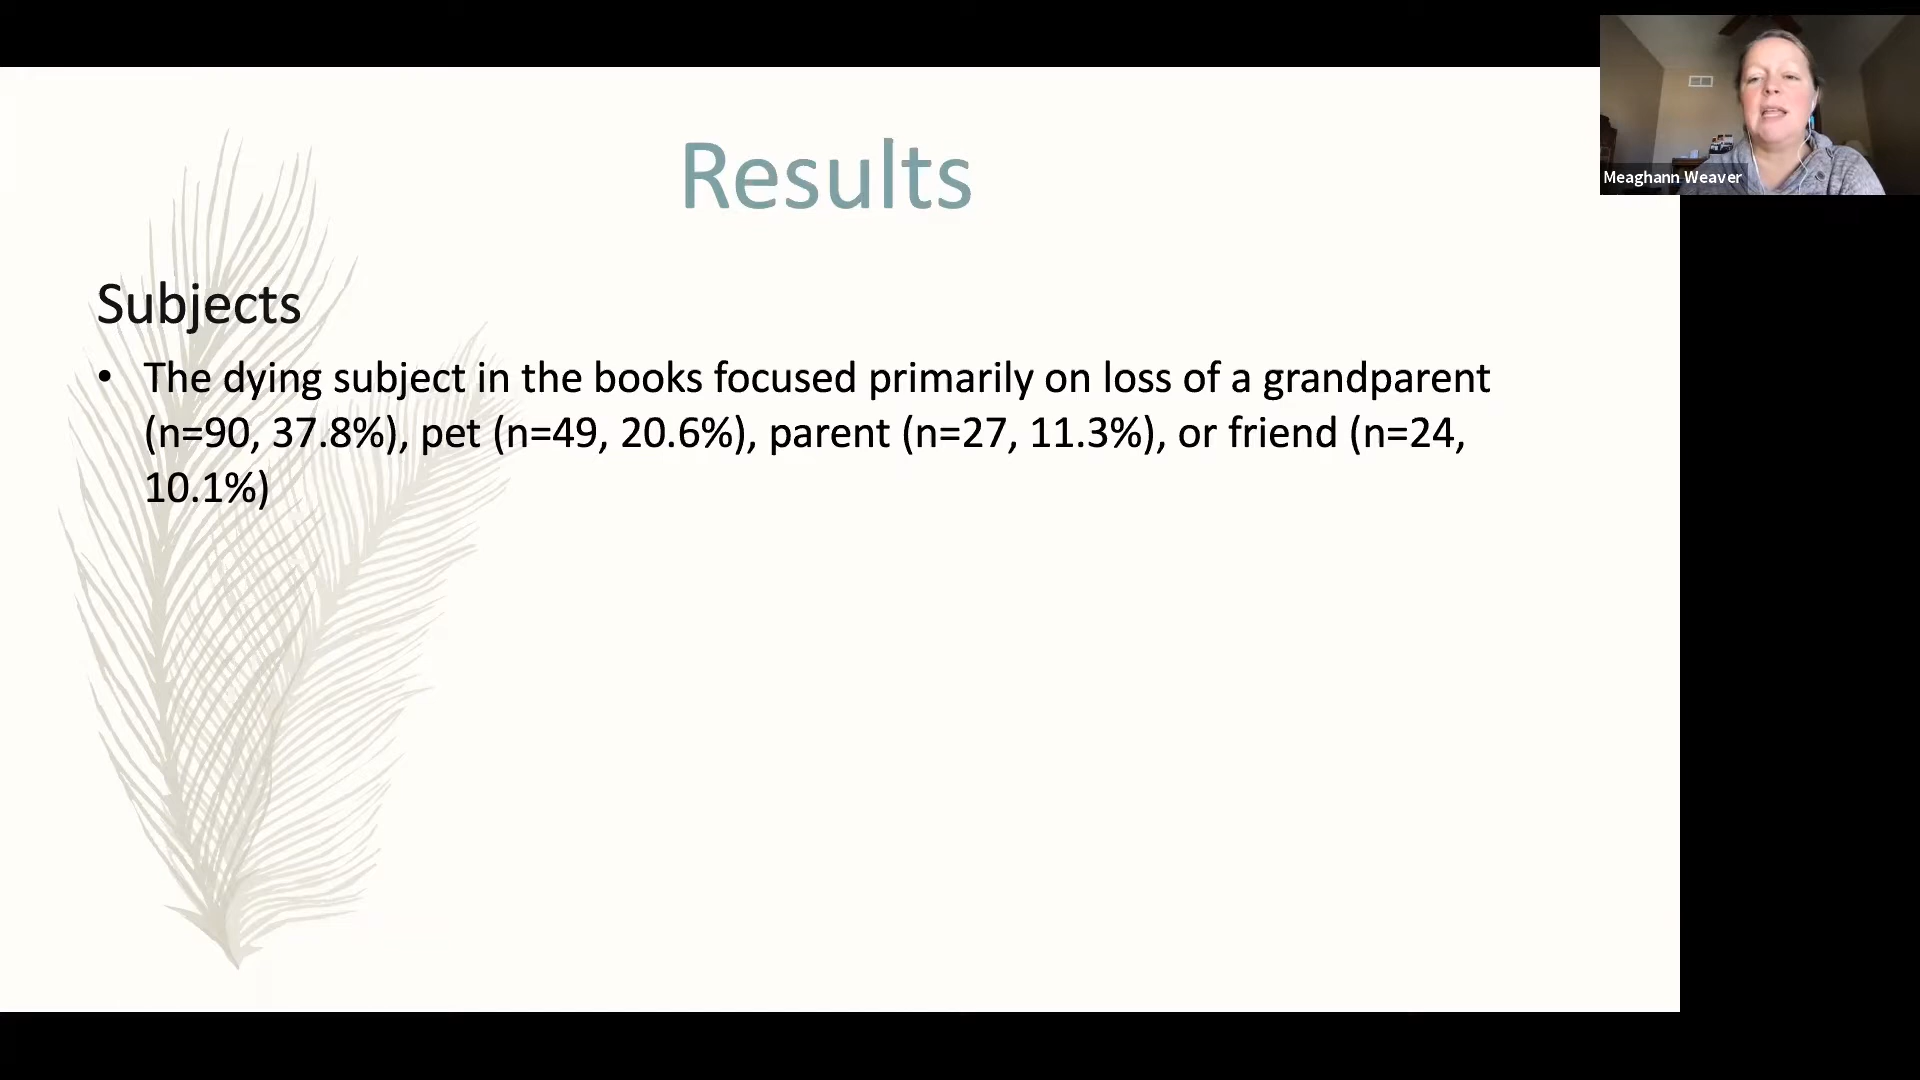 Results
Meaghann Weaver
Subjects
• The dying subject in the books focused primarily on loss of a grandparent
(n=90, 37.8%), pet (n=49, 20.6%), parent (n=27, 11.3%), or friend (n=24,
10.1%)